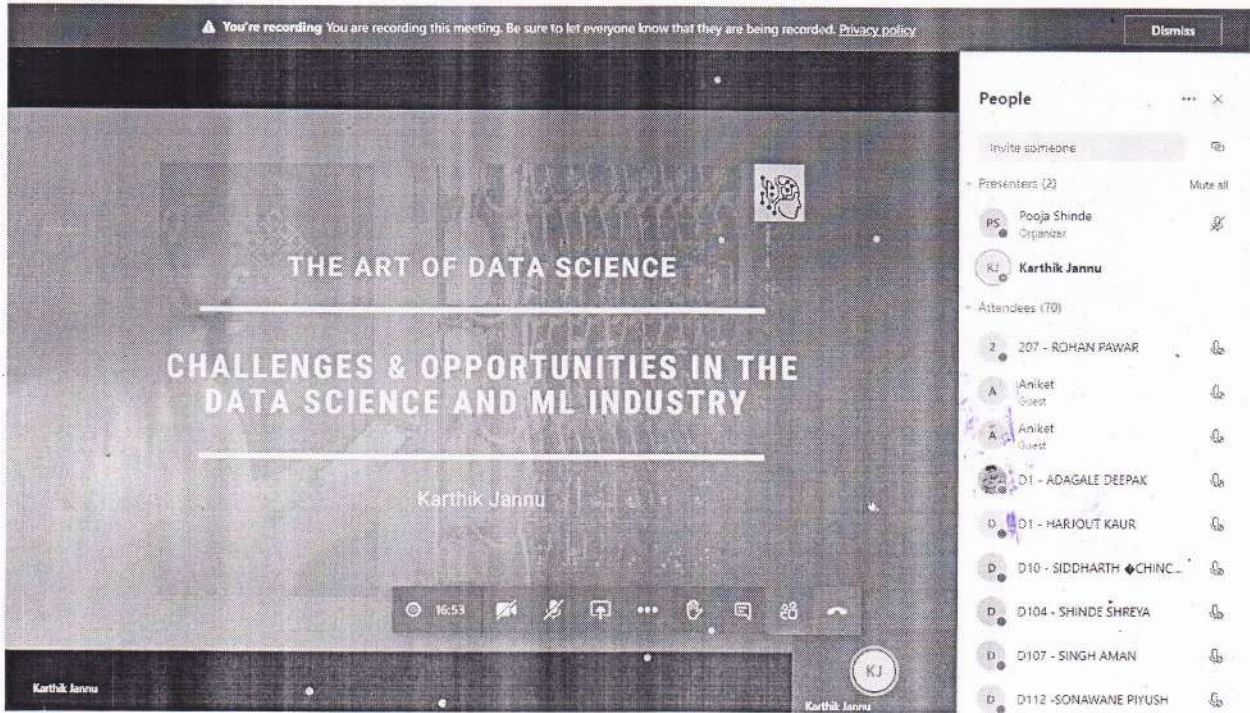 You're recording You are recording this meeting. Be sure to let everyone know that they are being recorded. Privacy policy
Dismiss
THE ART OF DATA SCIENCE
CHALLENGES & OPPORTUNITIES IN THE
DATA SCIENCE AND ML INDUSTRY
Karthik Jannu
16:53
KJ
Karthik Jannu
Karthik Jannu
People
Invite someone
Presenters (2)
Mute all
PS
Pooja Shinde
Organizer
KJ
Karthik Jannu
Attendees (70)
2
207 - ROHAN PAWAR
A
Aniket
Guest
A
Aniket
Guest
D1 - ADAGALE DEEPAK
D
D1 - HARJOUT KAUR
D
D10 - SIDDHARTH �CHINC...
D
D104 - SHINDE SHREYA
D
D107 - SINGH AMAN
D
D112 -SONAWANE PIYUSH